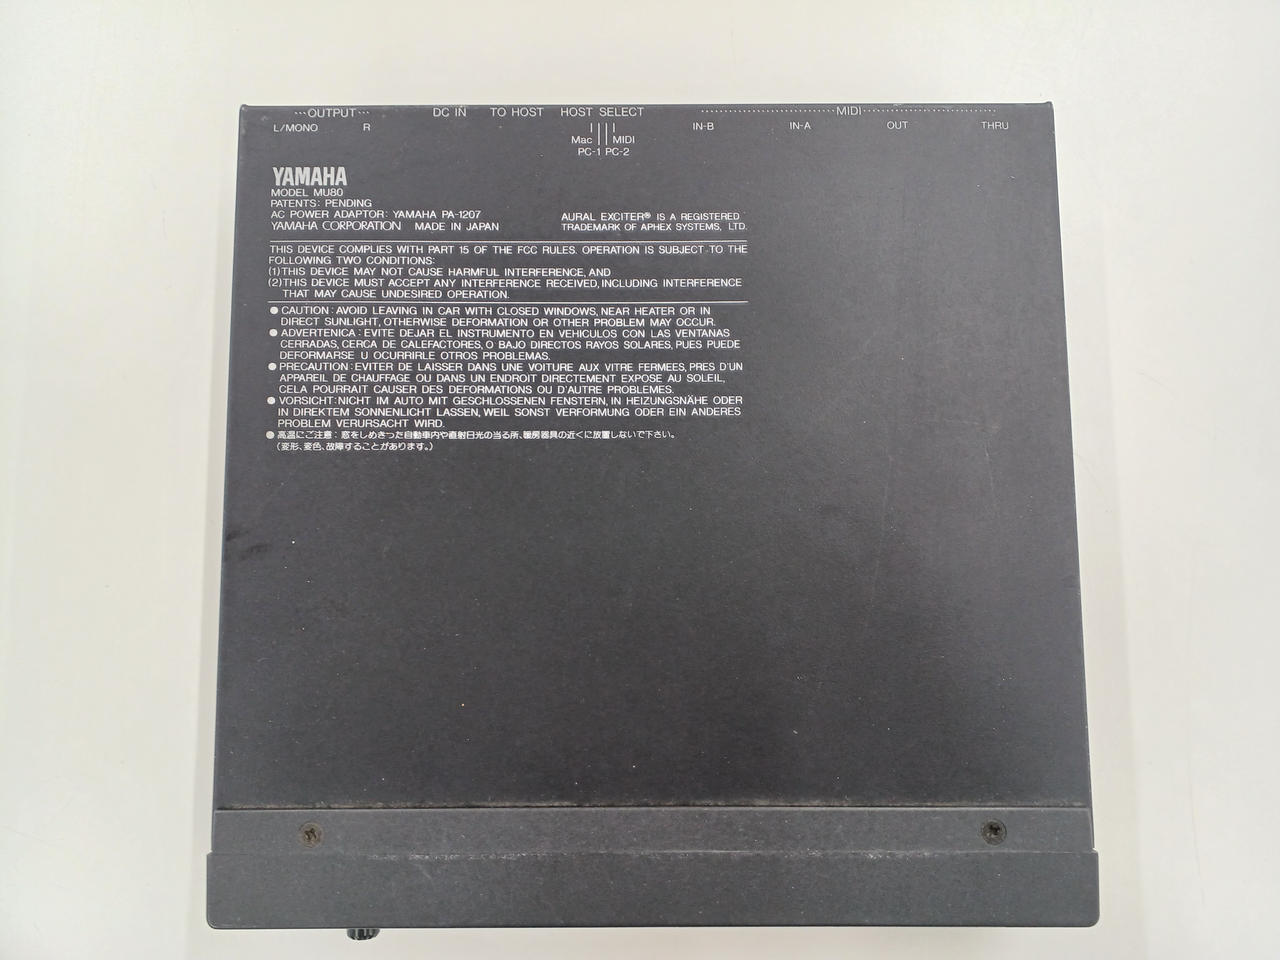 ···OUTPUT··· DC IN TO HOST HOST SELECT ······MIDI······
L/MONO R IN-B IN-A OUT THRU
Mac MIDI
PC-1 PC-2
YAMAHA
MODEL MU80
PATENTS: PENDING
AC POWER ADAPTOR: YAMAHA PA-1207
YAMAHA CORPORATION MADE IN JAPAN
AURAL EXCITER® IS A REGISTERED
TRADEMARK OF APHEX SYSTEMS, LTD.
THIS DEVICE COMPLIES WITH PART 15 OF THE FCC RULES. OPERATION IS SUBJECT TO THE
FOLLOWING TWO CONDITIONS:
(1)THIS DEVICE MAY NOT CAUSE HARMFUL INTERFERENCE, AND
(2)THIS DEVICE MUST ACCEPT ANY INTERFERENCE RECEIVED, INCLUDING INTERFERENCE
THAT MAY CAUSE UNDESIRED OPERATION.
● CAUTION : AVOID LEAVING IN CAR WITH CLOSED WINDOWS, NEAR HEATER OR IN
DIRECT SUNLIGHT, OTHERWISE DEFORMATION OR OTHER PROBLEM MAY OCCUR.
● ADVERTENICA : EVITE DEJAR EL INSTRUMENTO EN VEHICULOS CON LAS VENTANAS
CERRADAS, CERCA DE CALEFACTORES, O BAJO DIRECTOS RAYOS SOLARES, PUES PUEDE
DEFORMARSE U OCURRIRLE OTROS PROBLEMAS.
● PRECAUTION : EVITER DE LAISSER DANS UNE VOITURE AUX VITRE FERMEES, PRES D'UN
APPAREIL DE CHAUFFAGE OU DANS UN ENDROIT DIRECTEMENT EXPOSE AU SOLEIL,
CELA POURRAIT CAUSER DES DEFORMATIONS OU D'AUTRE PROBLEMES.
● VORSICHT : NICHT IM AUTO MIT GESCHLOSSENEN FENSTERN, IN HEIZUNGSNÄHE ODER
IN DIREKTEM SONNENLICHT LASSEN, WEIL SONST VERFORMUNG ODER EIN ANDERES
PROBLEM VERURSACHT WIRD.
● 高温にご注意：窓をしめきった自動車内や直射日光の当る所、暖房器具の近くに放置しないで下さい。
（変形、変色、故障することがあります。）